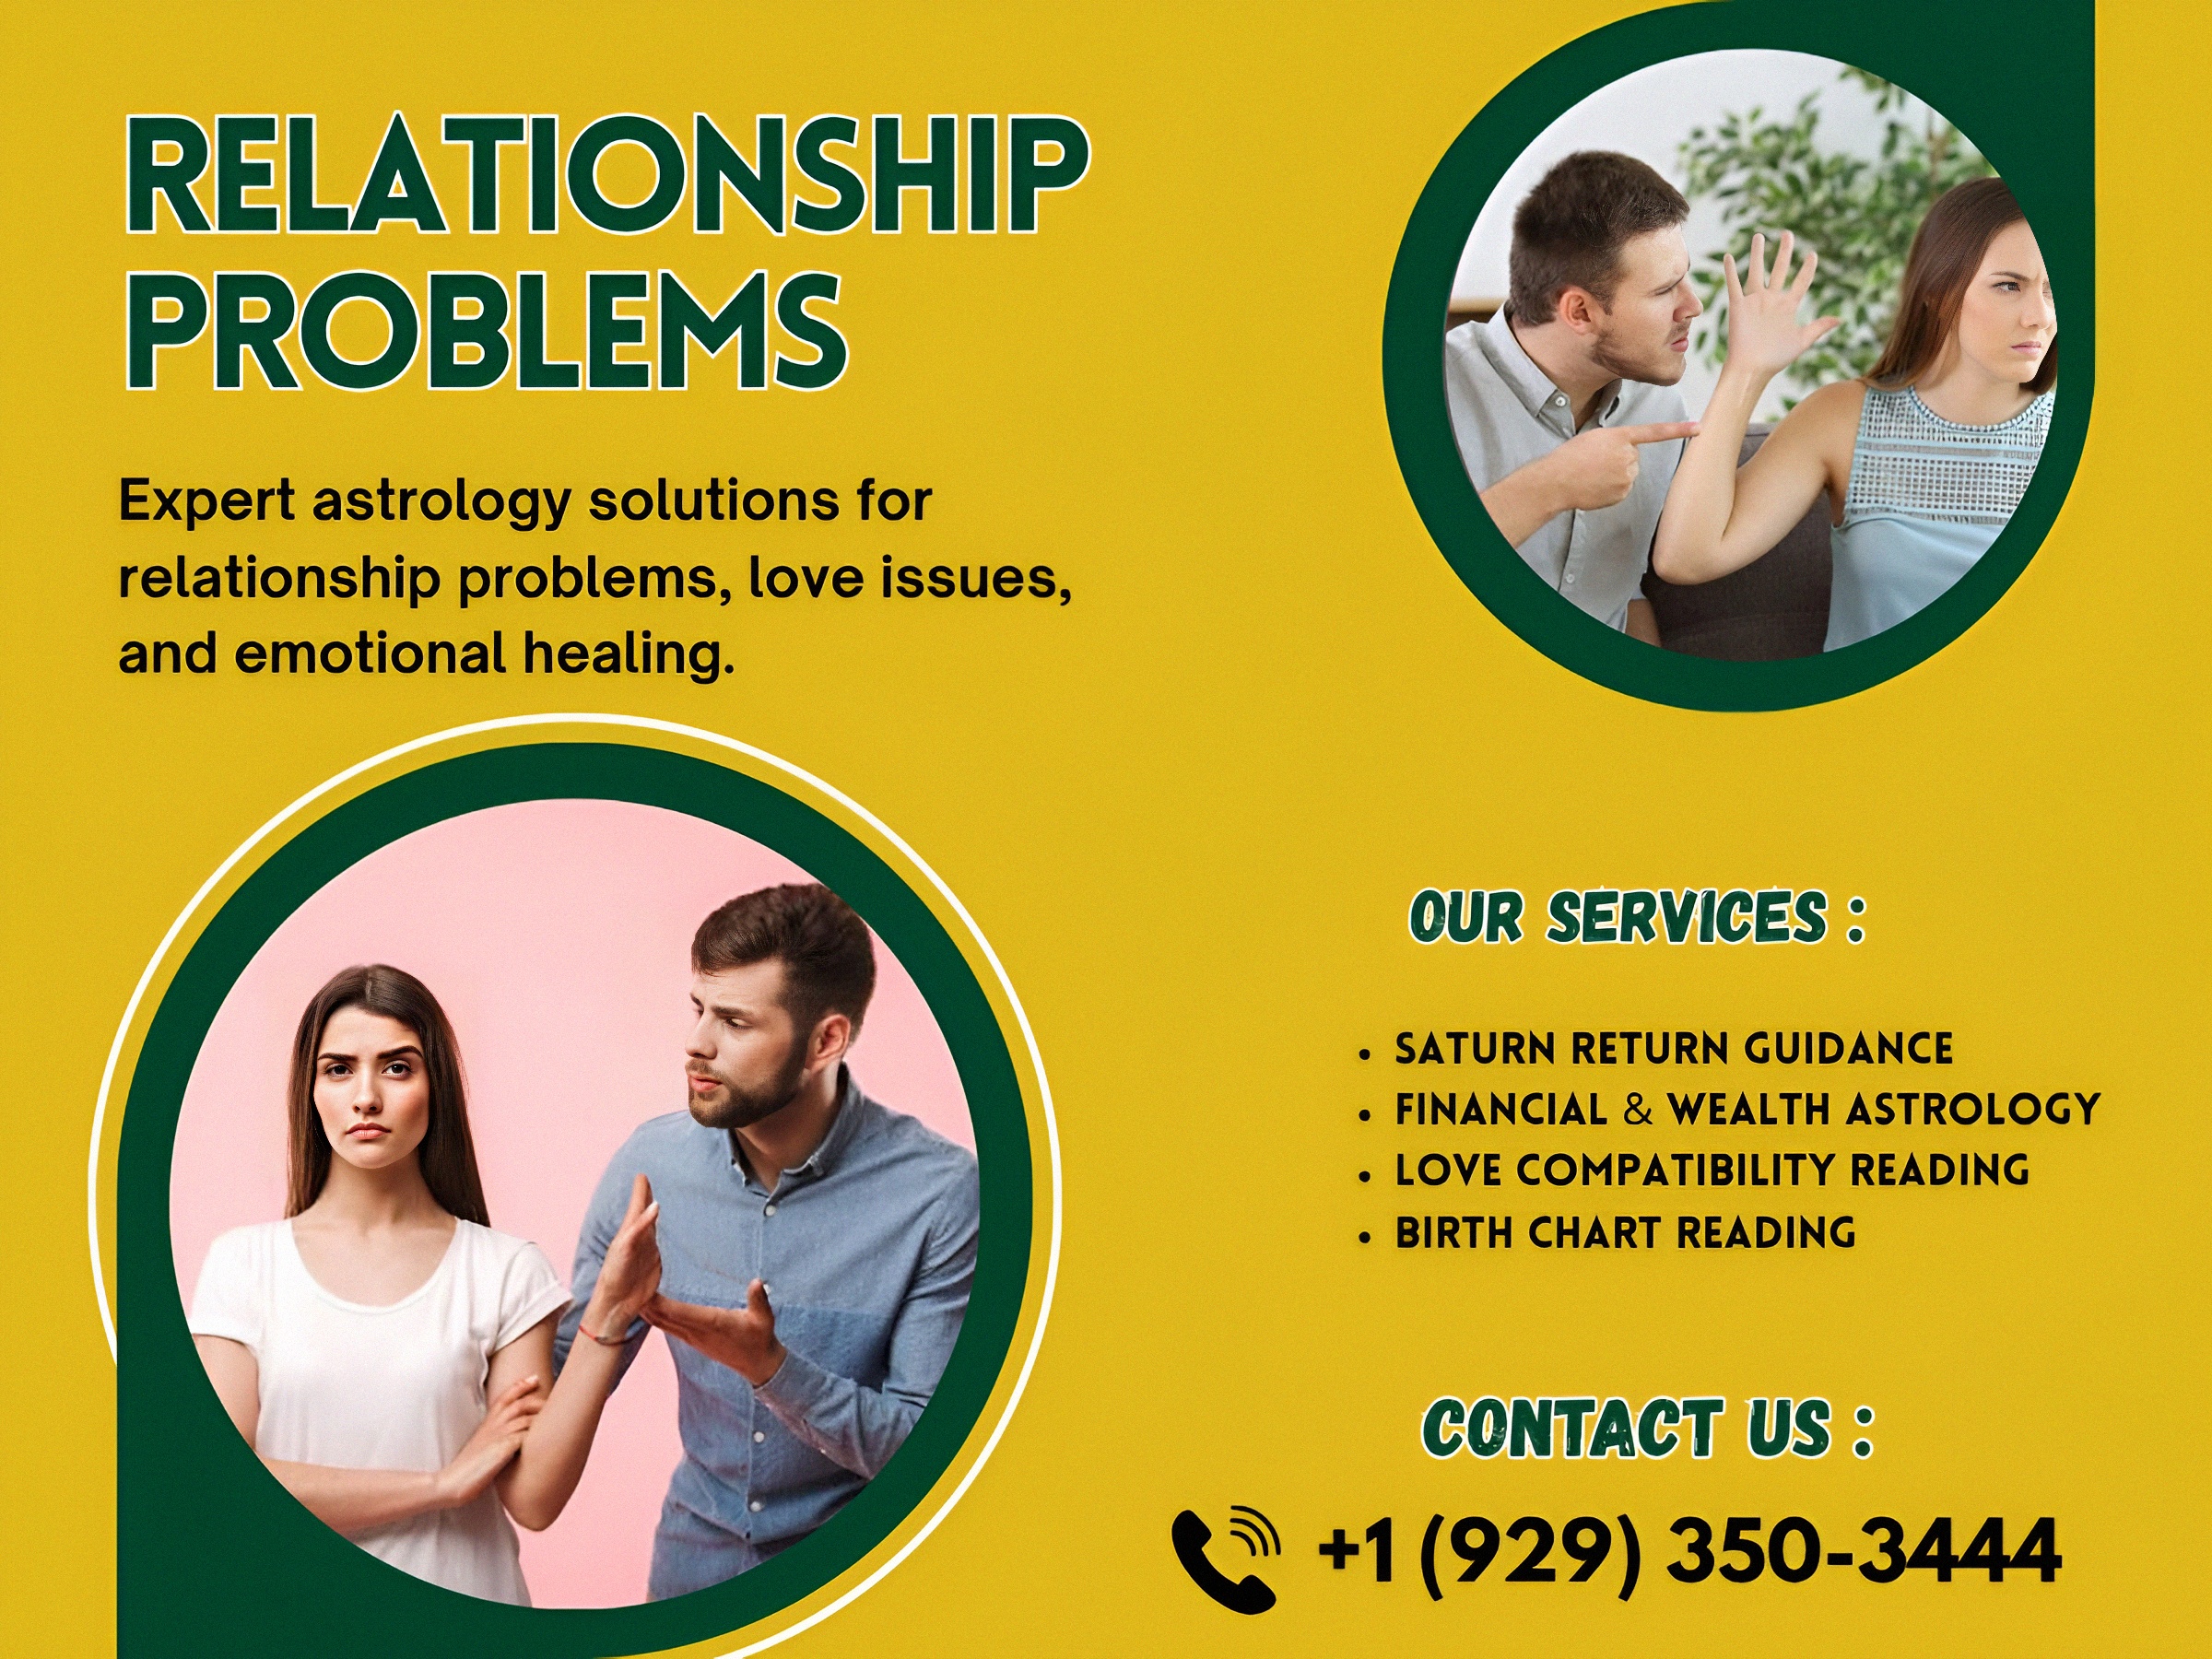 RELATIONSHIP
PROBLEMS
Expert astrology solutions for
relationship problems, love issues,
and emotional healing.
OUR SERVICES :
• SATURN RETURN GUIDANCE
• FINANCIAL & WEALTH ASTROLOGY
• LOVE COMPATIBILITY READING
• BIRTH CHART READING
CONTACT US :
+1 (929) 350-3444